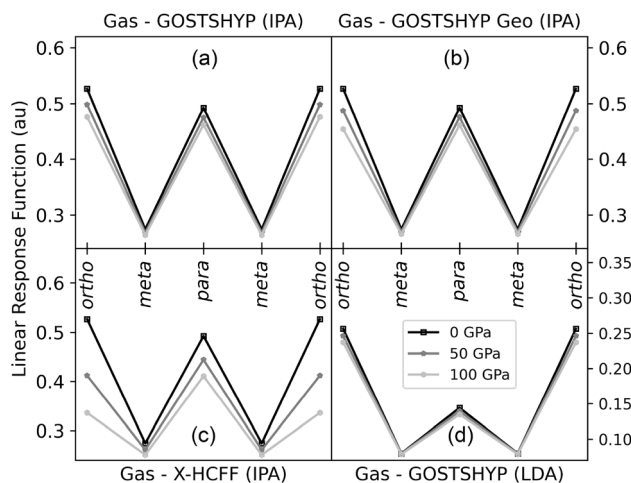 Gas - GOSTSHYP (IPA)
Gas - GOSTSHYP Geo (IPA)
(a)
(b)
0.6
0.5
0.4
0.3
0.6
0.5
0.4
0.3
Linear Response Function (au)
ortho
meta
para
meta
ortho
ortho
meta
para
meta
ortho
0.6
0.5
0.4
0.3
0.35
0.30
0.25
0.20
0.15
0.10
0 GPa
50 GPa
100 GPa
(c)
(d)
Gas - X-HCFF (IPA)
Gas - GOSTSHYP (LDA)